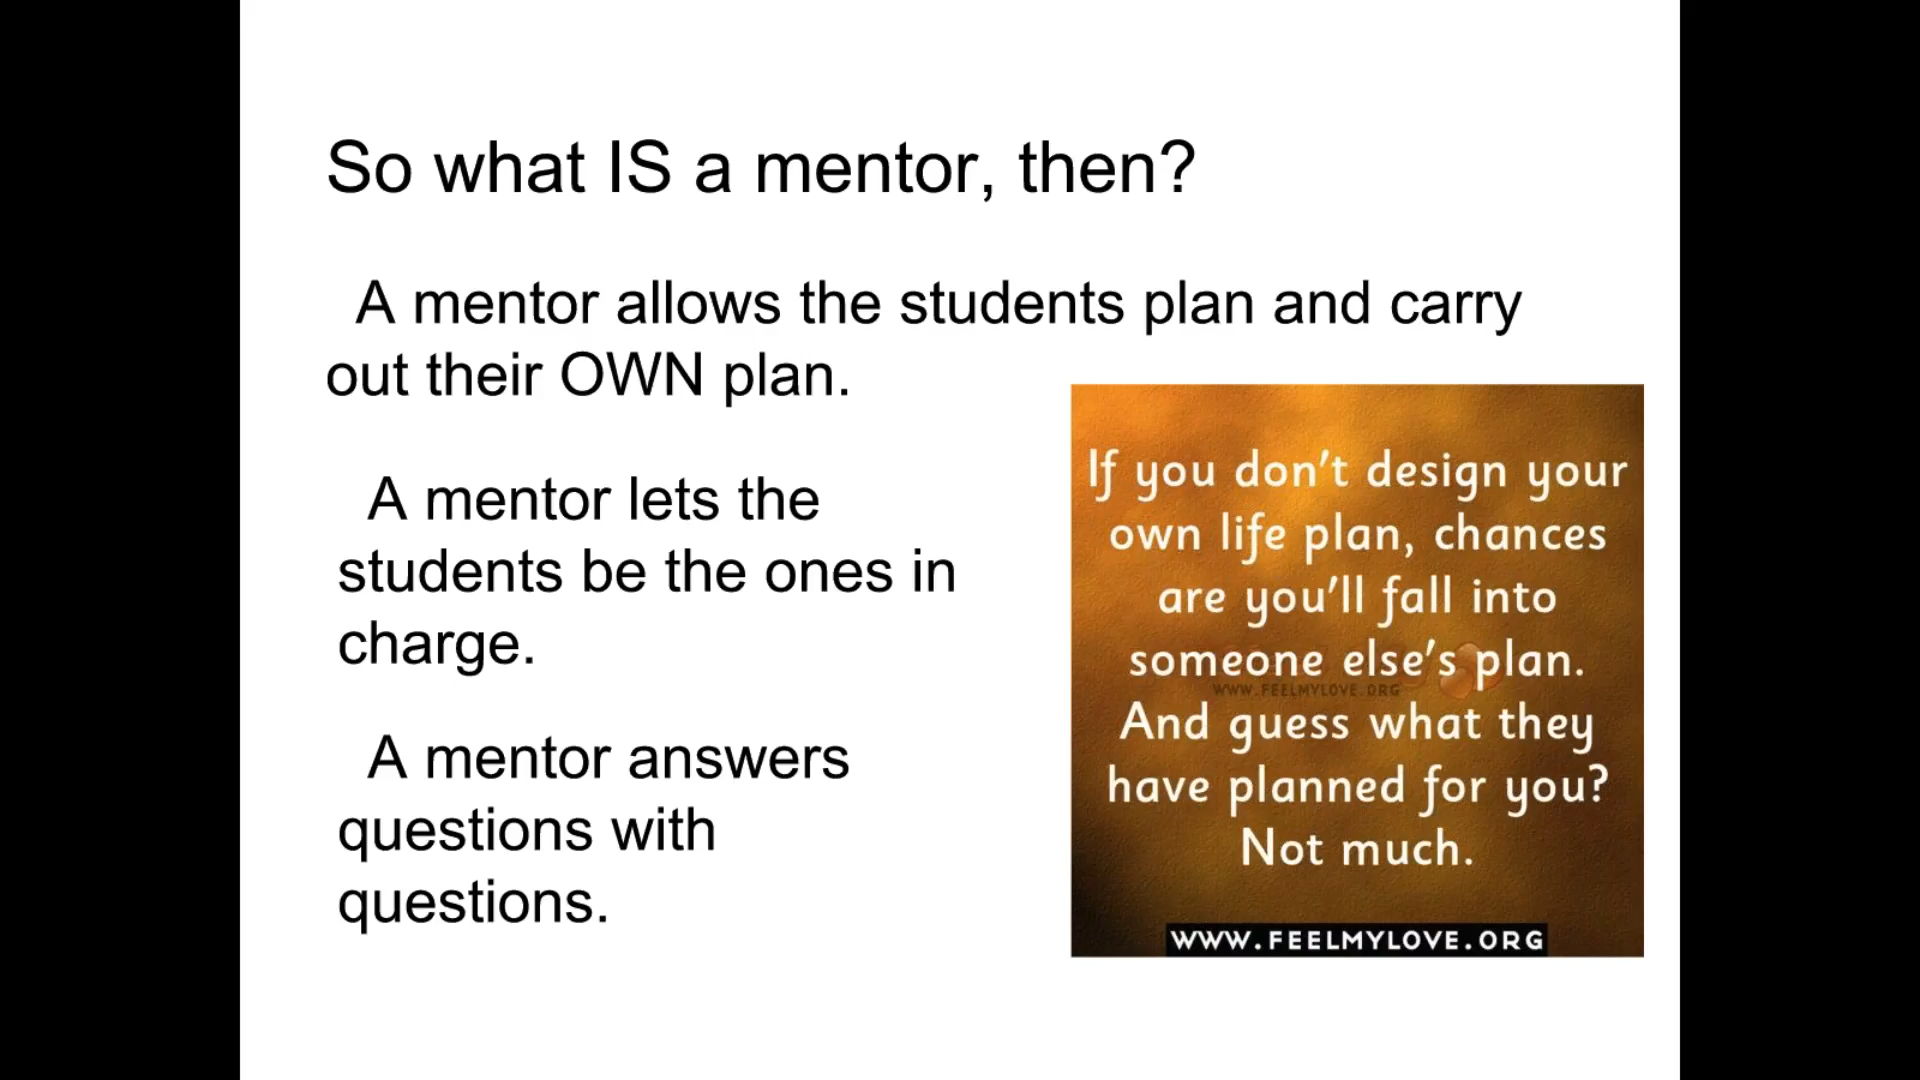 So what IS a mentor, then?
A mentor allows the students plan and carry
out their OWN plan.
A mentor lets the
students be the ones in
charge.
A mentor answers
questions with
questions.
If you don't design your
own life plan, chances
are you'll fall into
someone else's plan.
WWW.FEELMYLOVE.ORG
And guess what they
have planned for you?
Not much.
WWW.FEELMYLOVE.ORG